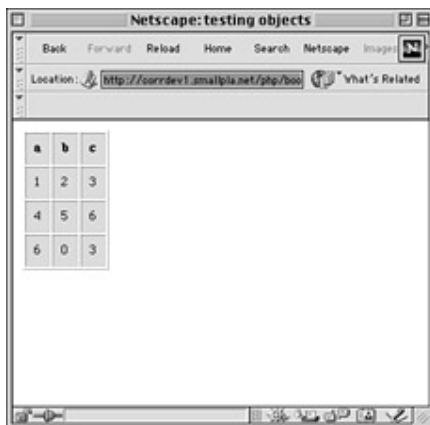 Netscape: testing objects
Back Forward Reload Home Search Netscape Images
Location: http://corrdev1.smallpla.net/php/boo What's Related
a b c
1 2 3
4 5 6
6 0 3